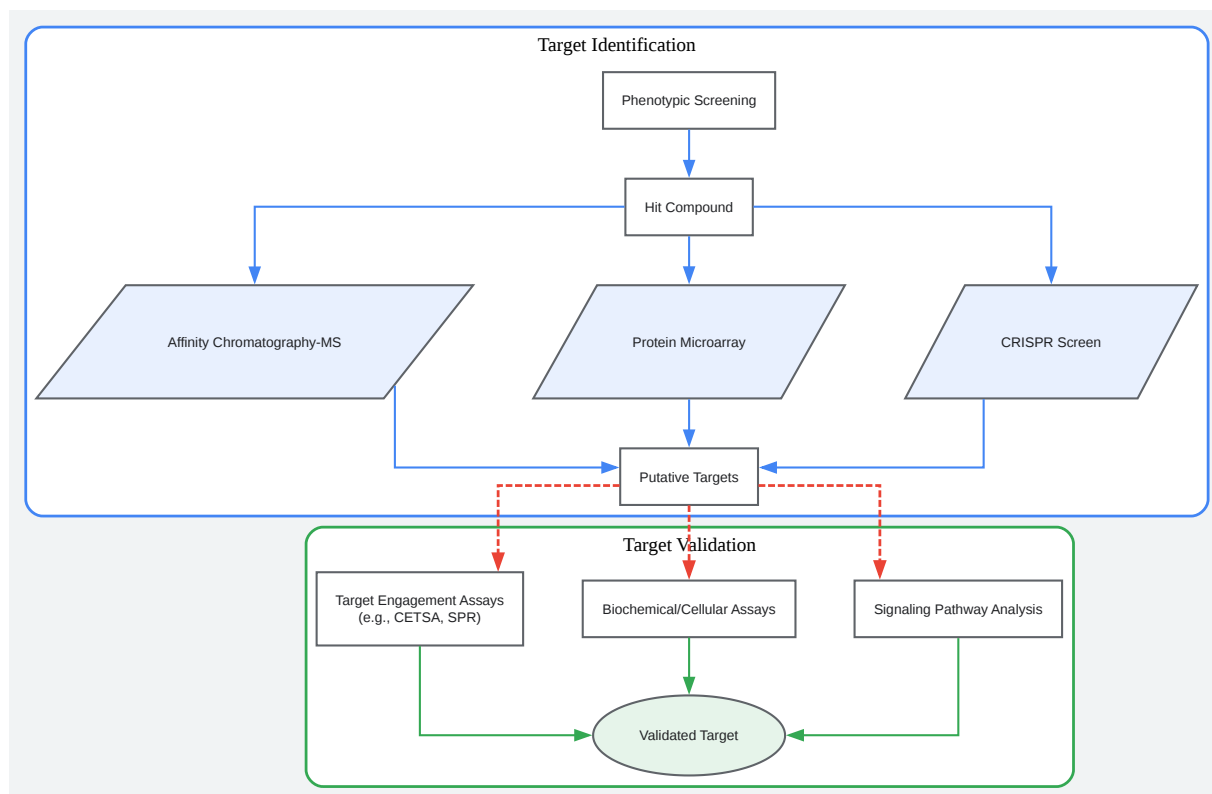 Target Identification
Phenotypic Screening
Hit Compound
Affinity Chromatography-MS
Protein Microarray
CRISPR Screen
Putative Targets
Target Validation
Target Engagement Assays
(e.g., CETSA, SPR)
Biochemical/Cellular Assays
Signaling Pathway Analysis
Validated Target